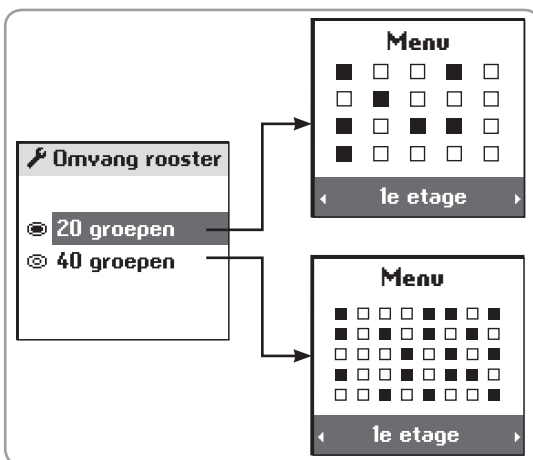 Omvang rooster
20 groepen
40 groepen
Menu
1e etage
Menu
1e etage